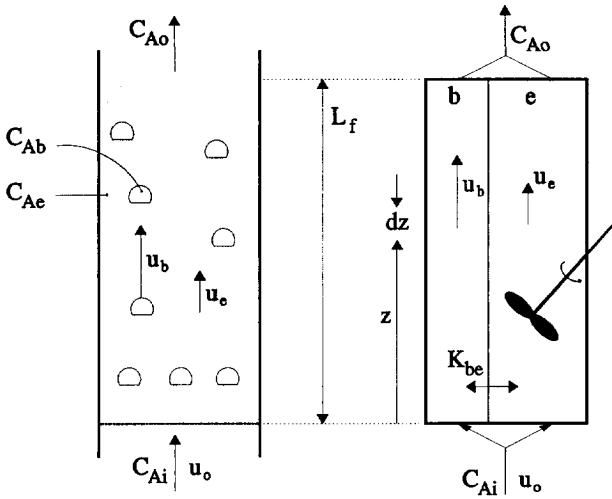 C_Ao
C_Ab
C_Ae
u_b
u_e
C_Ai u_o
L_f
dz
z
C_Ao
b e
u_b
u_e
K_be
C_Ai u_o